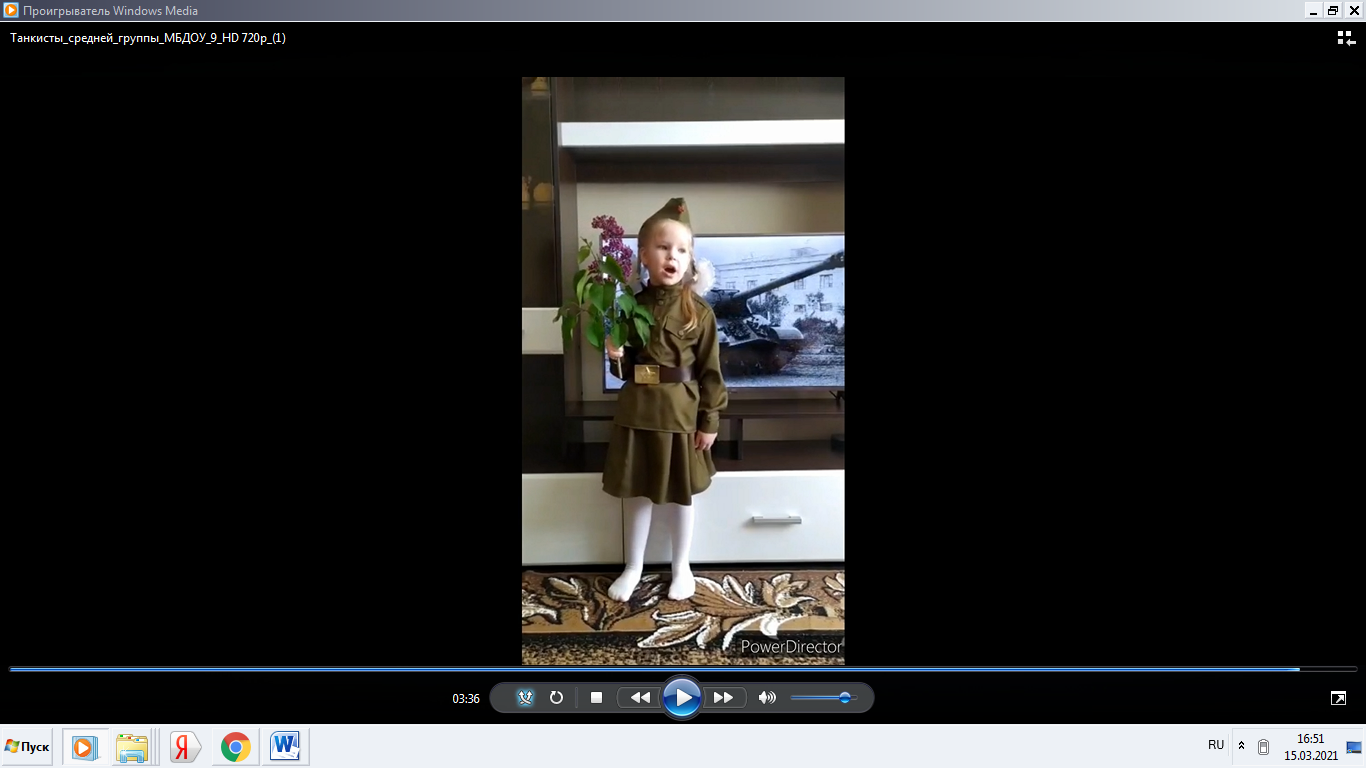 Проигрыватель Windows Media
Танкисты_средней_группы_МБДОУ_9_HD 720p_(1)
PowerDirector
03:36
Пуск
RU
16:51
15.03.2021